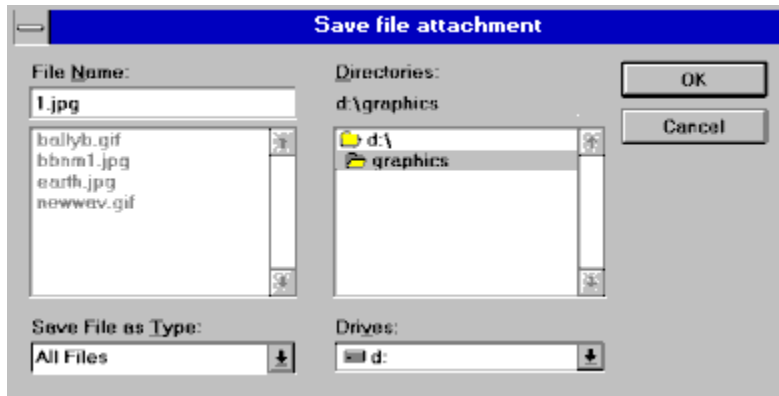 Save file attachment
File Name:
1.jpg
ballyb.gif
bbnm1.jpg
earth.jpg
newwav.gif
Save File as Type:
All Files
Directories:
d:\graphics
d:\
graphics
Drives:
d:
OK
Cancel